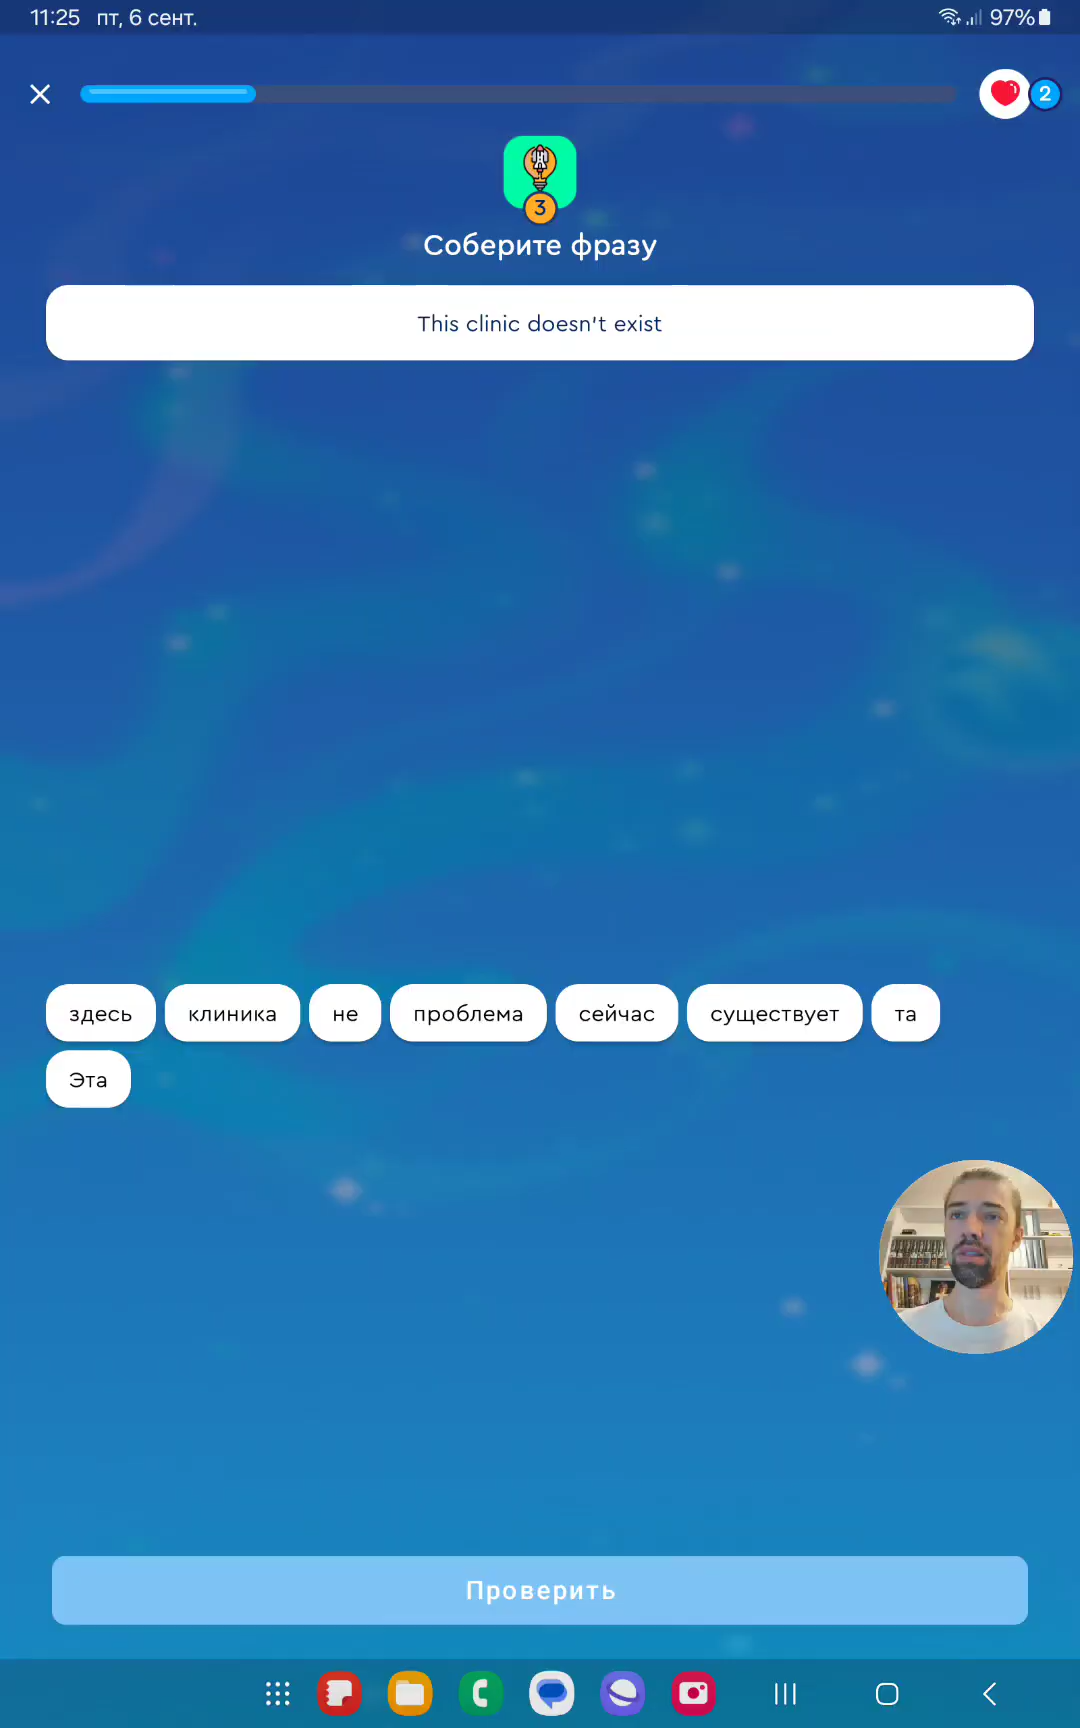 11:25 пт, 6 сент. 97%
2
3
Соберите фразу
This clinic doesn't exist
здесь клиника не проблема сейчас существует та
Эта
Проверить